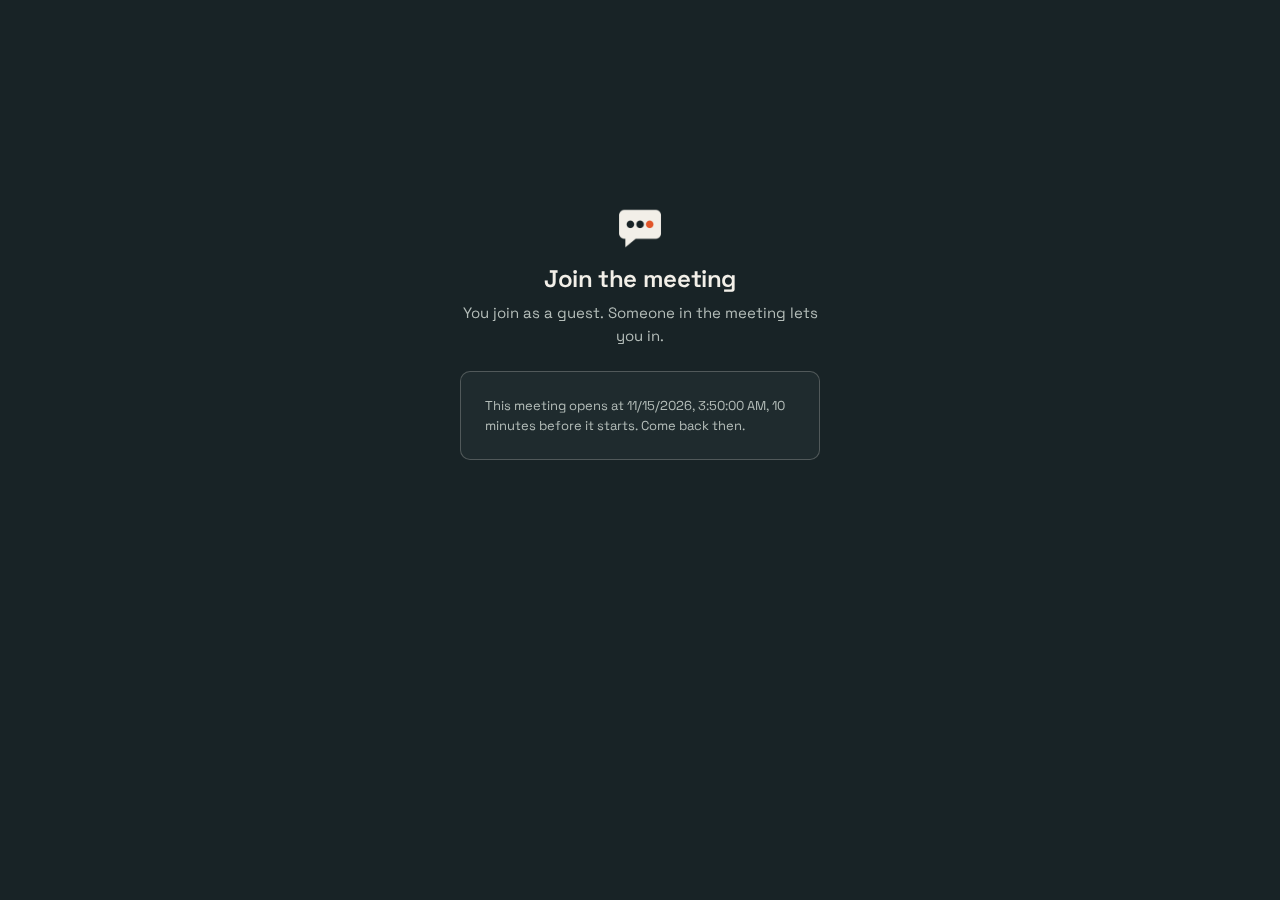 Join the meeting
You join as a guest. Someone in the meeting lets
you in.
This meeting opens at 11/15/2026, 3:50:00 AM, 10
minutes before it starts. Come back then.